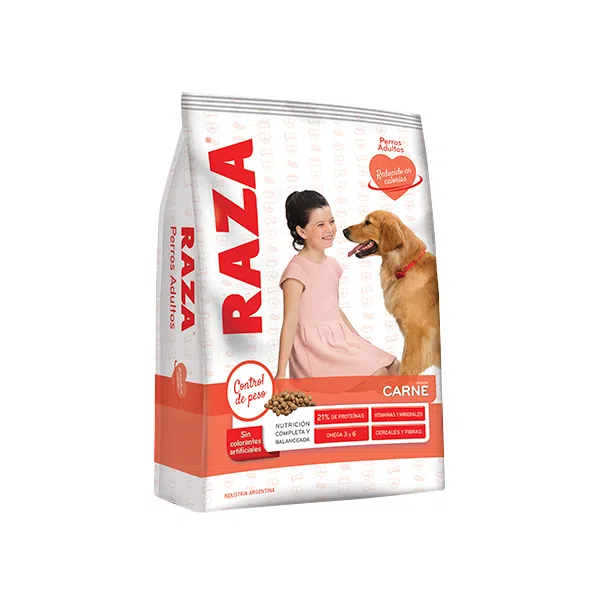 RAZA
Perros
Adultos
Reducido en
calorías
RAZA
Perros Adultos
Control
de peso
CARNE
Sin
colorantes
artificiales
NUTRICIÓN
COMPLETA Y
BALANCEADA
21% DE PROTEÍNAS
VITAMINAS Y MINERALES
OMEGA 3 y 6
CEREALES Y FIBRAS
INDUSTRIA ARGENTINA